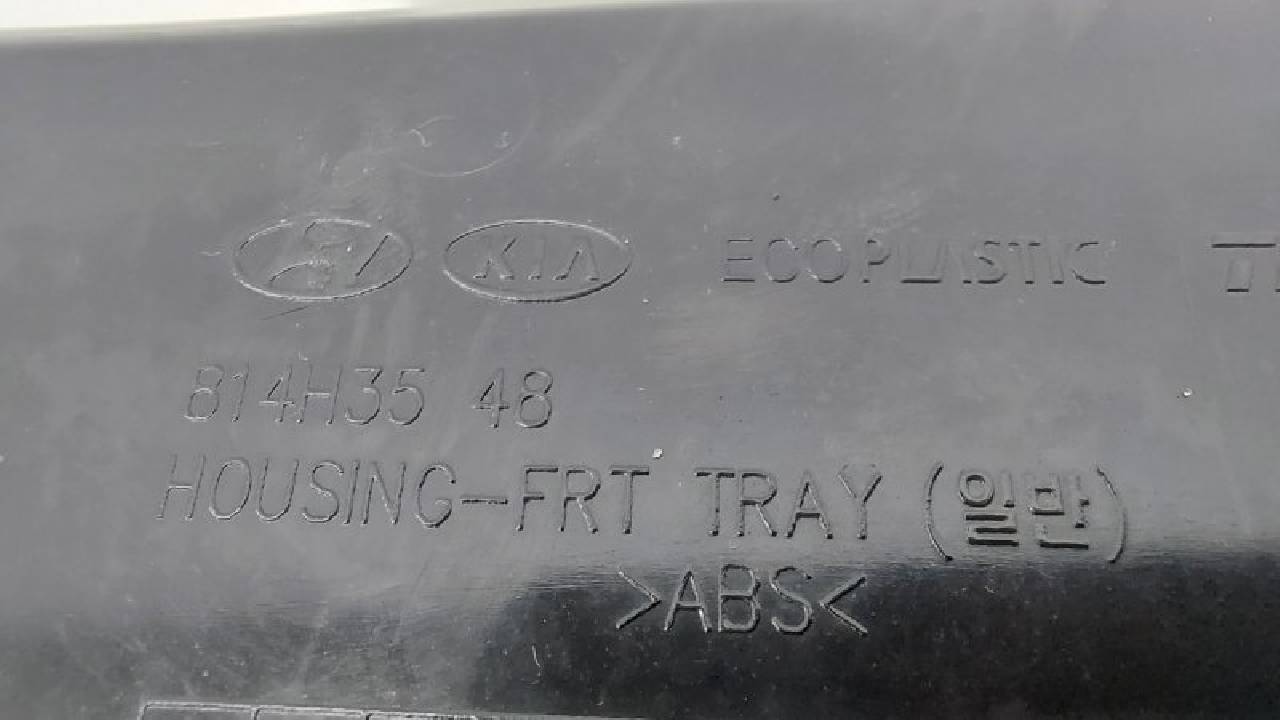 KIA ECOPLASTIC
814H35 48
HOUSING-FRT TRAY (일반)
>ABS<